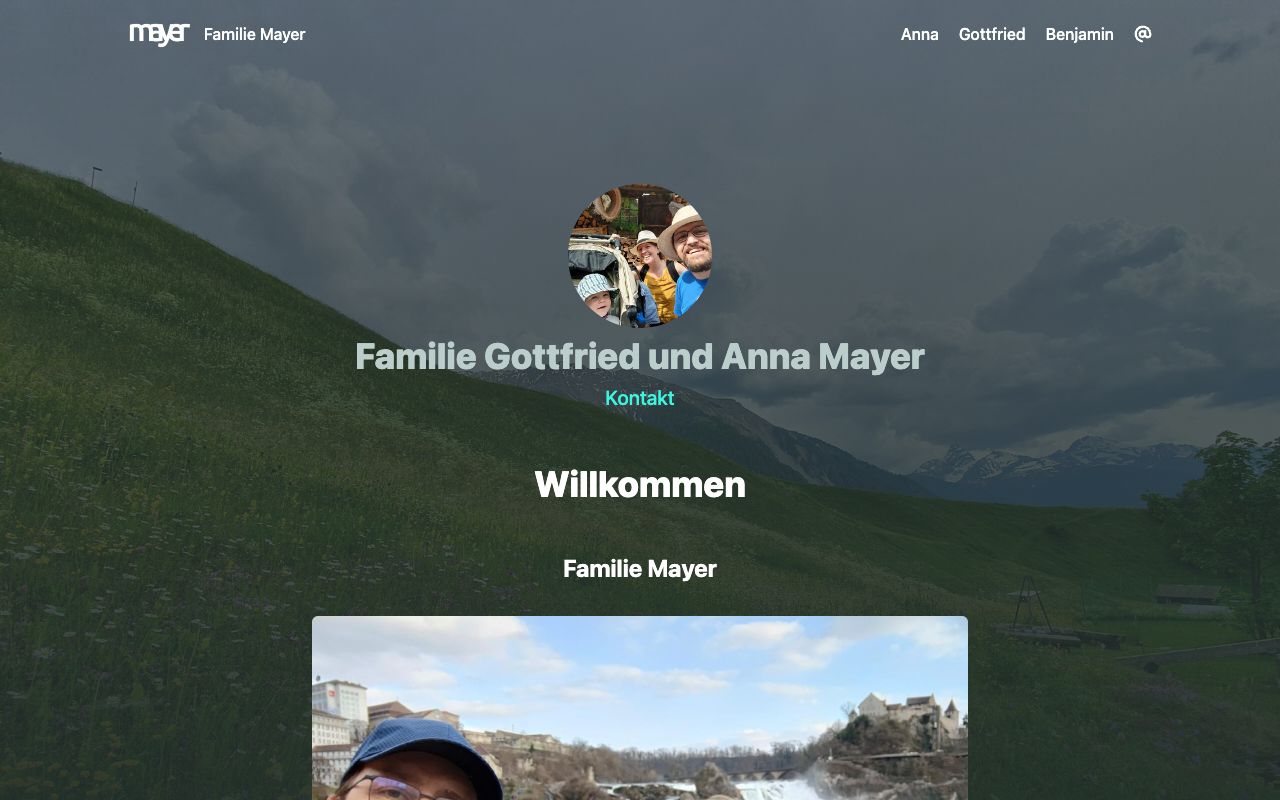 mayer Familie Mayer Anna Gottfried Benjamin @
Familie Gottfried und Anna Mayer
Kontakt
Willkommen
Familie Mayer